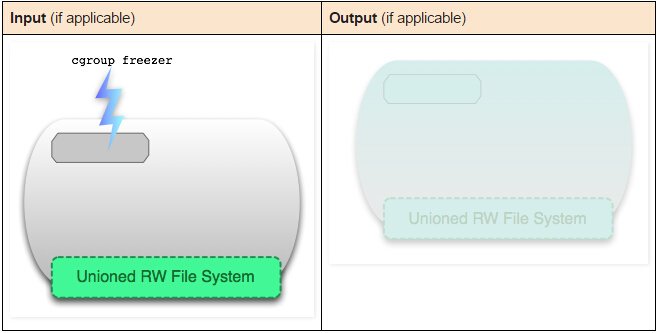 Input (if applicable)
Output (if applicable)
cgroup freezer
Unioned RW File System
Unioned RW File System